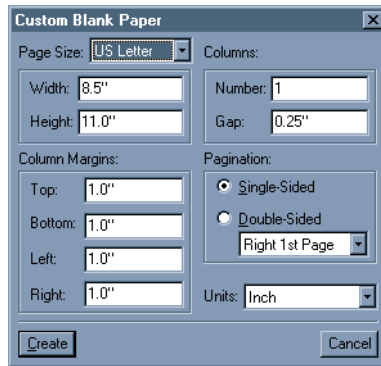 Custom Blank Paper
Page Size: US Letter
Width: 8.5"
Height: 11.0"
Columns:
Number: 1
Gap: 0.25"
Column Margins:
Top: 1.0"
Bottom: 1.0"
Left: 1.0"
Right: 1.0"
Pagination:
Single-Sided
Double-Sided
Right 1st Page
Units: Inch
Create
Cancel